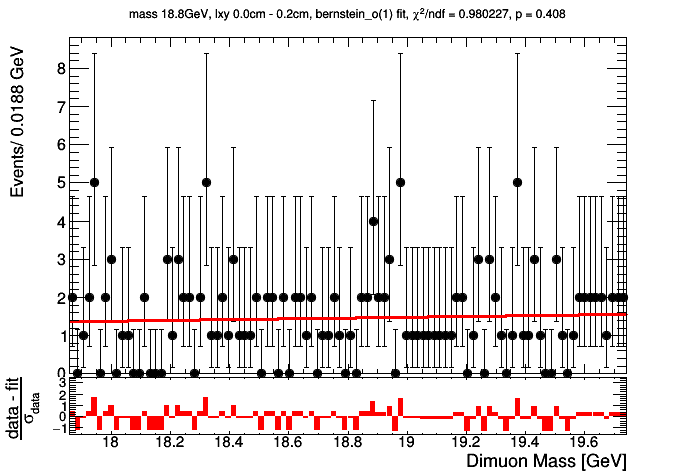 mass 18.8GeV, lxy 0.0cm - 0.2cm, bernstein_o(1) fit, χ²/ndf = 0.980227, p = 0.408
Events/ 0.0188 GeV
8
7
6
5
4
3
2
1
0
data - fit
σdata
3
2
1
0
−1
18 18.2 18.4 18.6 18.8 19 19.2 19.4 19.6
Dimuon Mass [GeV]